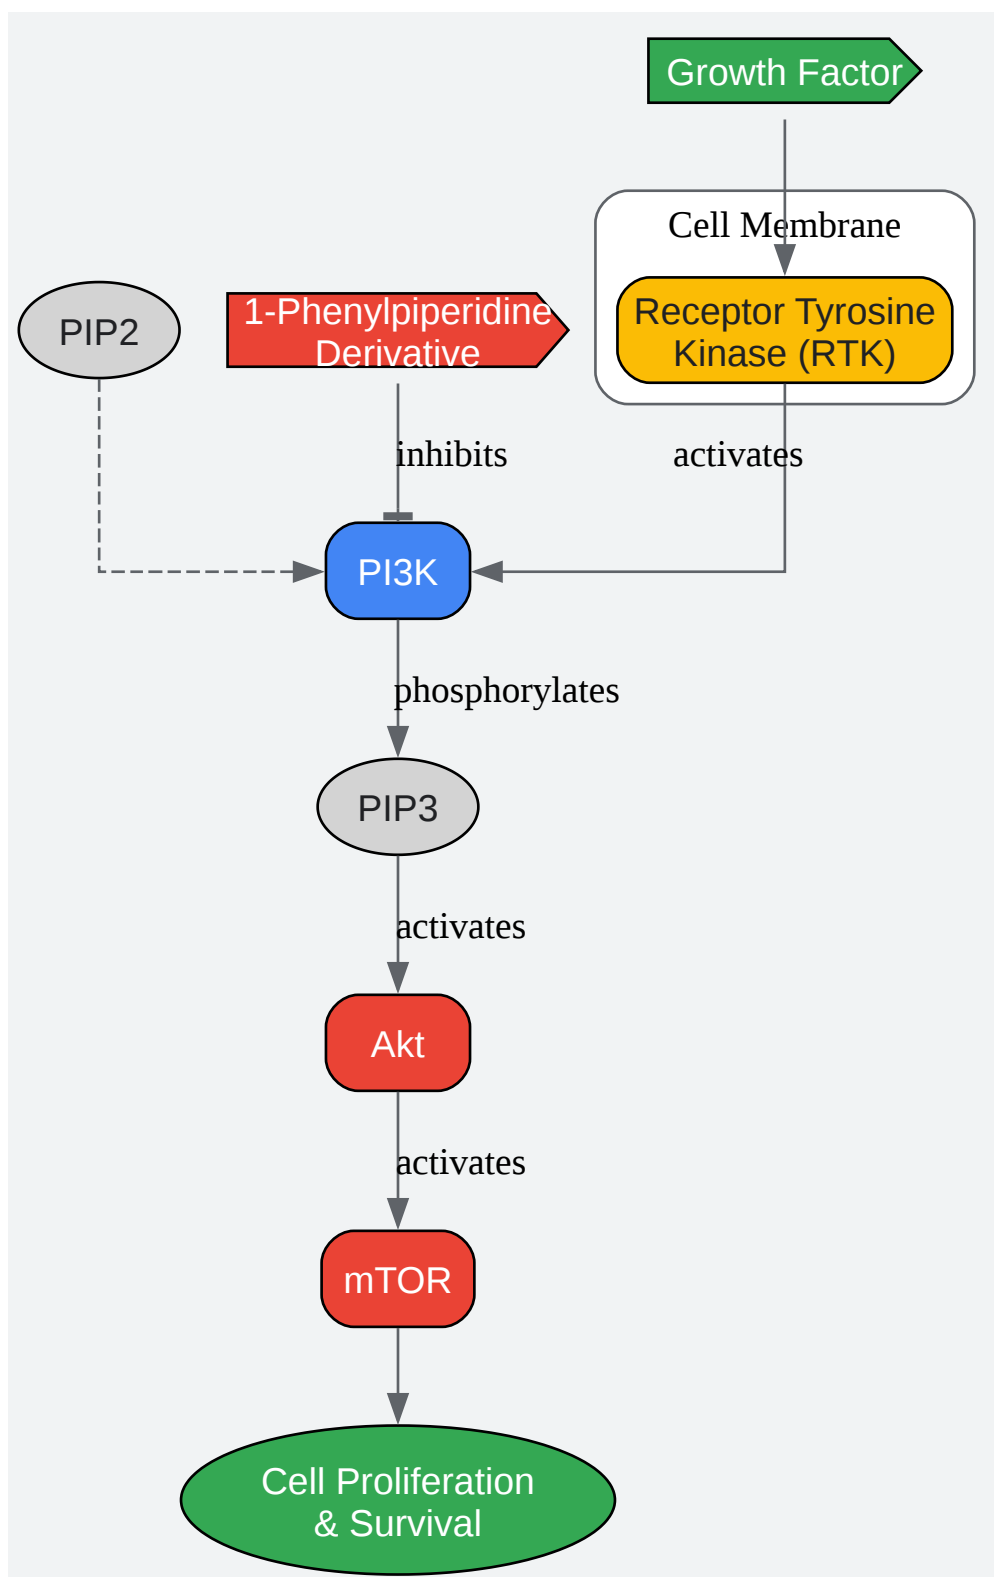 Growth Factor
Cell Membrane
PIP2
1-Phenylpiperidine
Derivative
Receptor Tyrosine
Kinase (RTK)
inhibits
activates
PI3K
phosphorylates
PIP3
activates
Akt
activates
mTOR
Cell Proliferation
& Survival